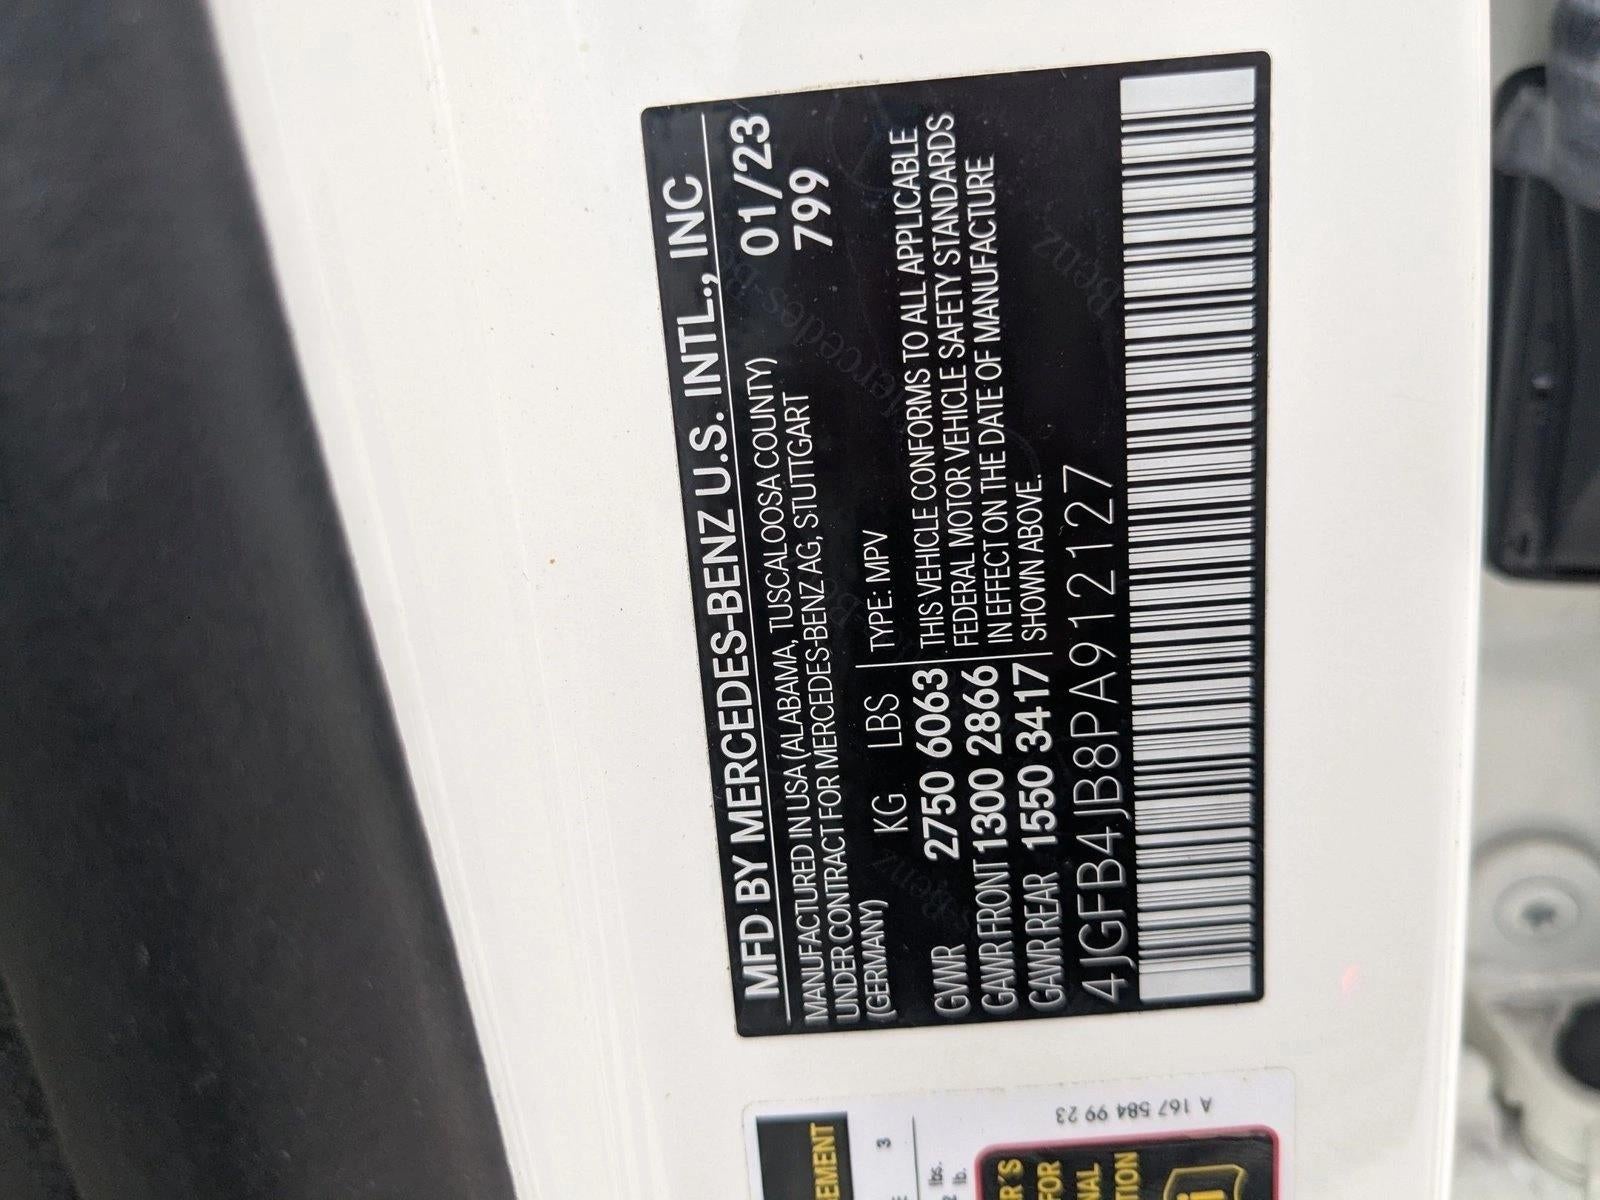 MFD BY MERCEDES-BENZ U.S. INTL., INC
MANUFACTURED IN USA (ALABAMA, TUSCALOOSA COUNTY) 01/23
UNDER CONTRACT FOR MERCEDES-BENZ AG, STUTTGART 799
(GERMANY)
KG LBS TYPE: MPV
GVWR 2750 6063
GAWR FRONT 1300 2866
GAWR REAR 1550 3417
THIS VEHICLE CONFORMS TO ALL APPLICABLE
FEDERAL MOTOR VEHICLE SAFETY STANDARDS
IN EFFECT ON THE DATE OF MANUFACTURE
SHOWN ABOVE.
4JGFB4JB8PA912127
A 167 584 99 23
3
lbs.
lb.